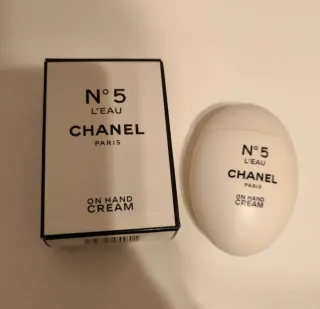 N°5
L'EAU
CHANEL
PARIS
ON HAND
CREAM
N°5
L'EAU
CHANEL
PARIS
ON HAND
CREAM